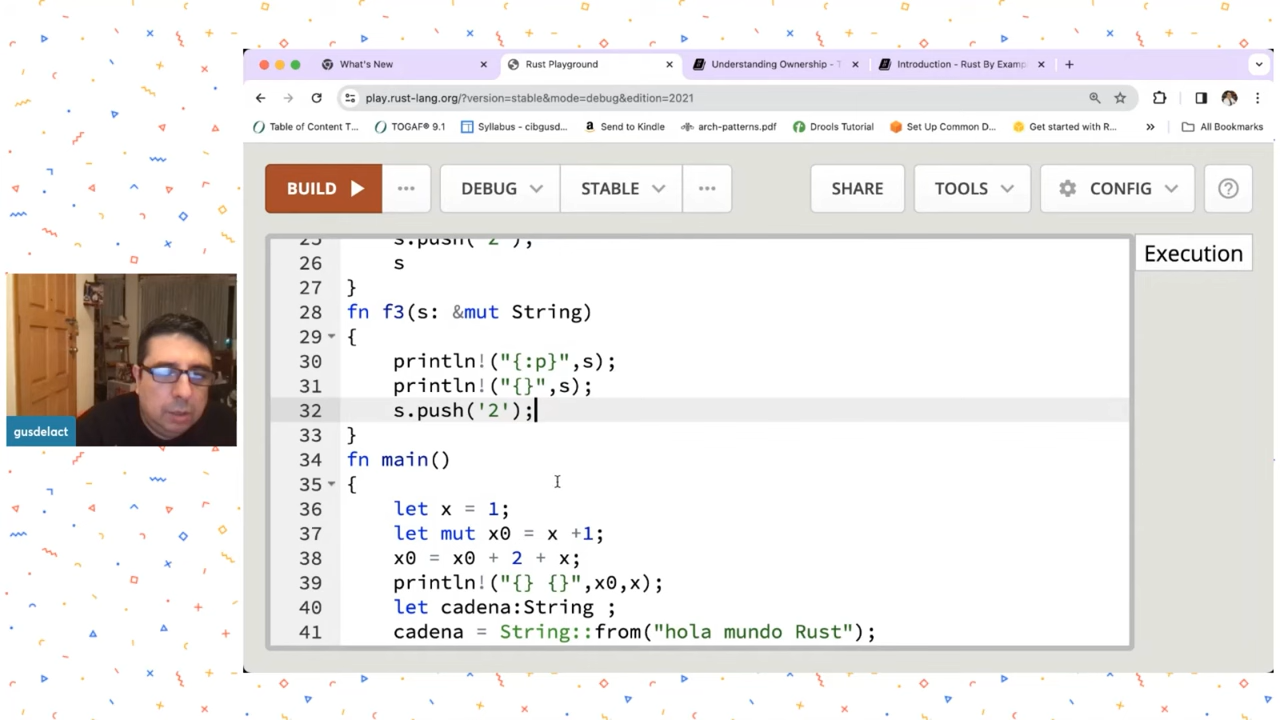 What's New
Rust Playground
Understanding Ownership - T
Introduction - Rust By Examp
play.rust-lang.org/?version=stable&mode=debug&edition=2021
Table of Content T...
TOGAF® 9.1
Syllabus - cibgusd...
Send to Kindle
arch-patterns.pdf
Drools Tutorial
Set Up Common D...
Get started with R...
All Bookmarks
BUILD
DEBUG
STABLE
SHARE
TOOLS
CONFIG
Execution
25 s.push('2');
26 s
27 }
28 fn f3(s: &mut String)
29 {
30 println!("{:p}",s);
31 println!("{}",s);
32 s.push('2');
33 }
34 fn main()
35 {
36 let x = 1;
37 let mut x0 = x +1;
38 x0 = x0 + 2 + x;
39 println!("{} {}",x0,x);
40 let cadena:String ;
41 cadena = String::from("hola mundo Rust");
gusdelact